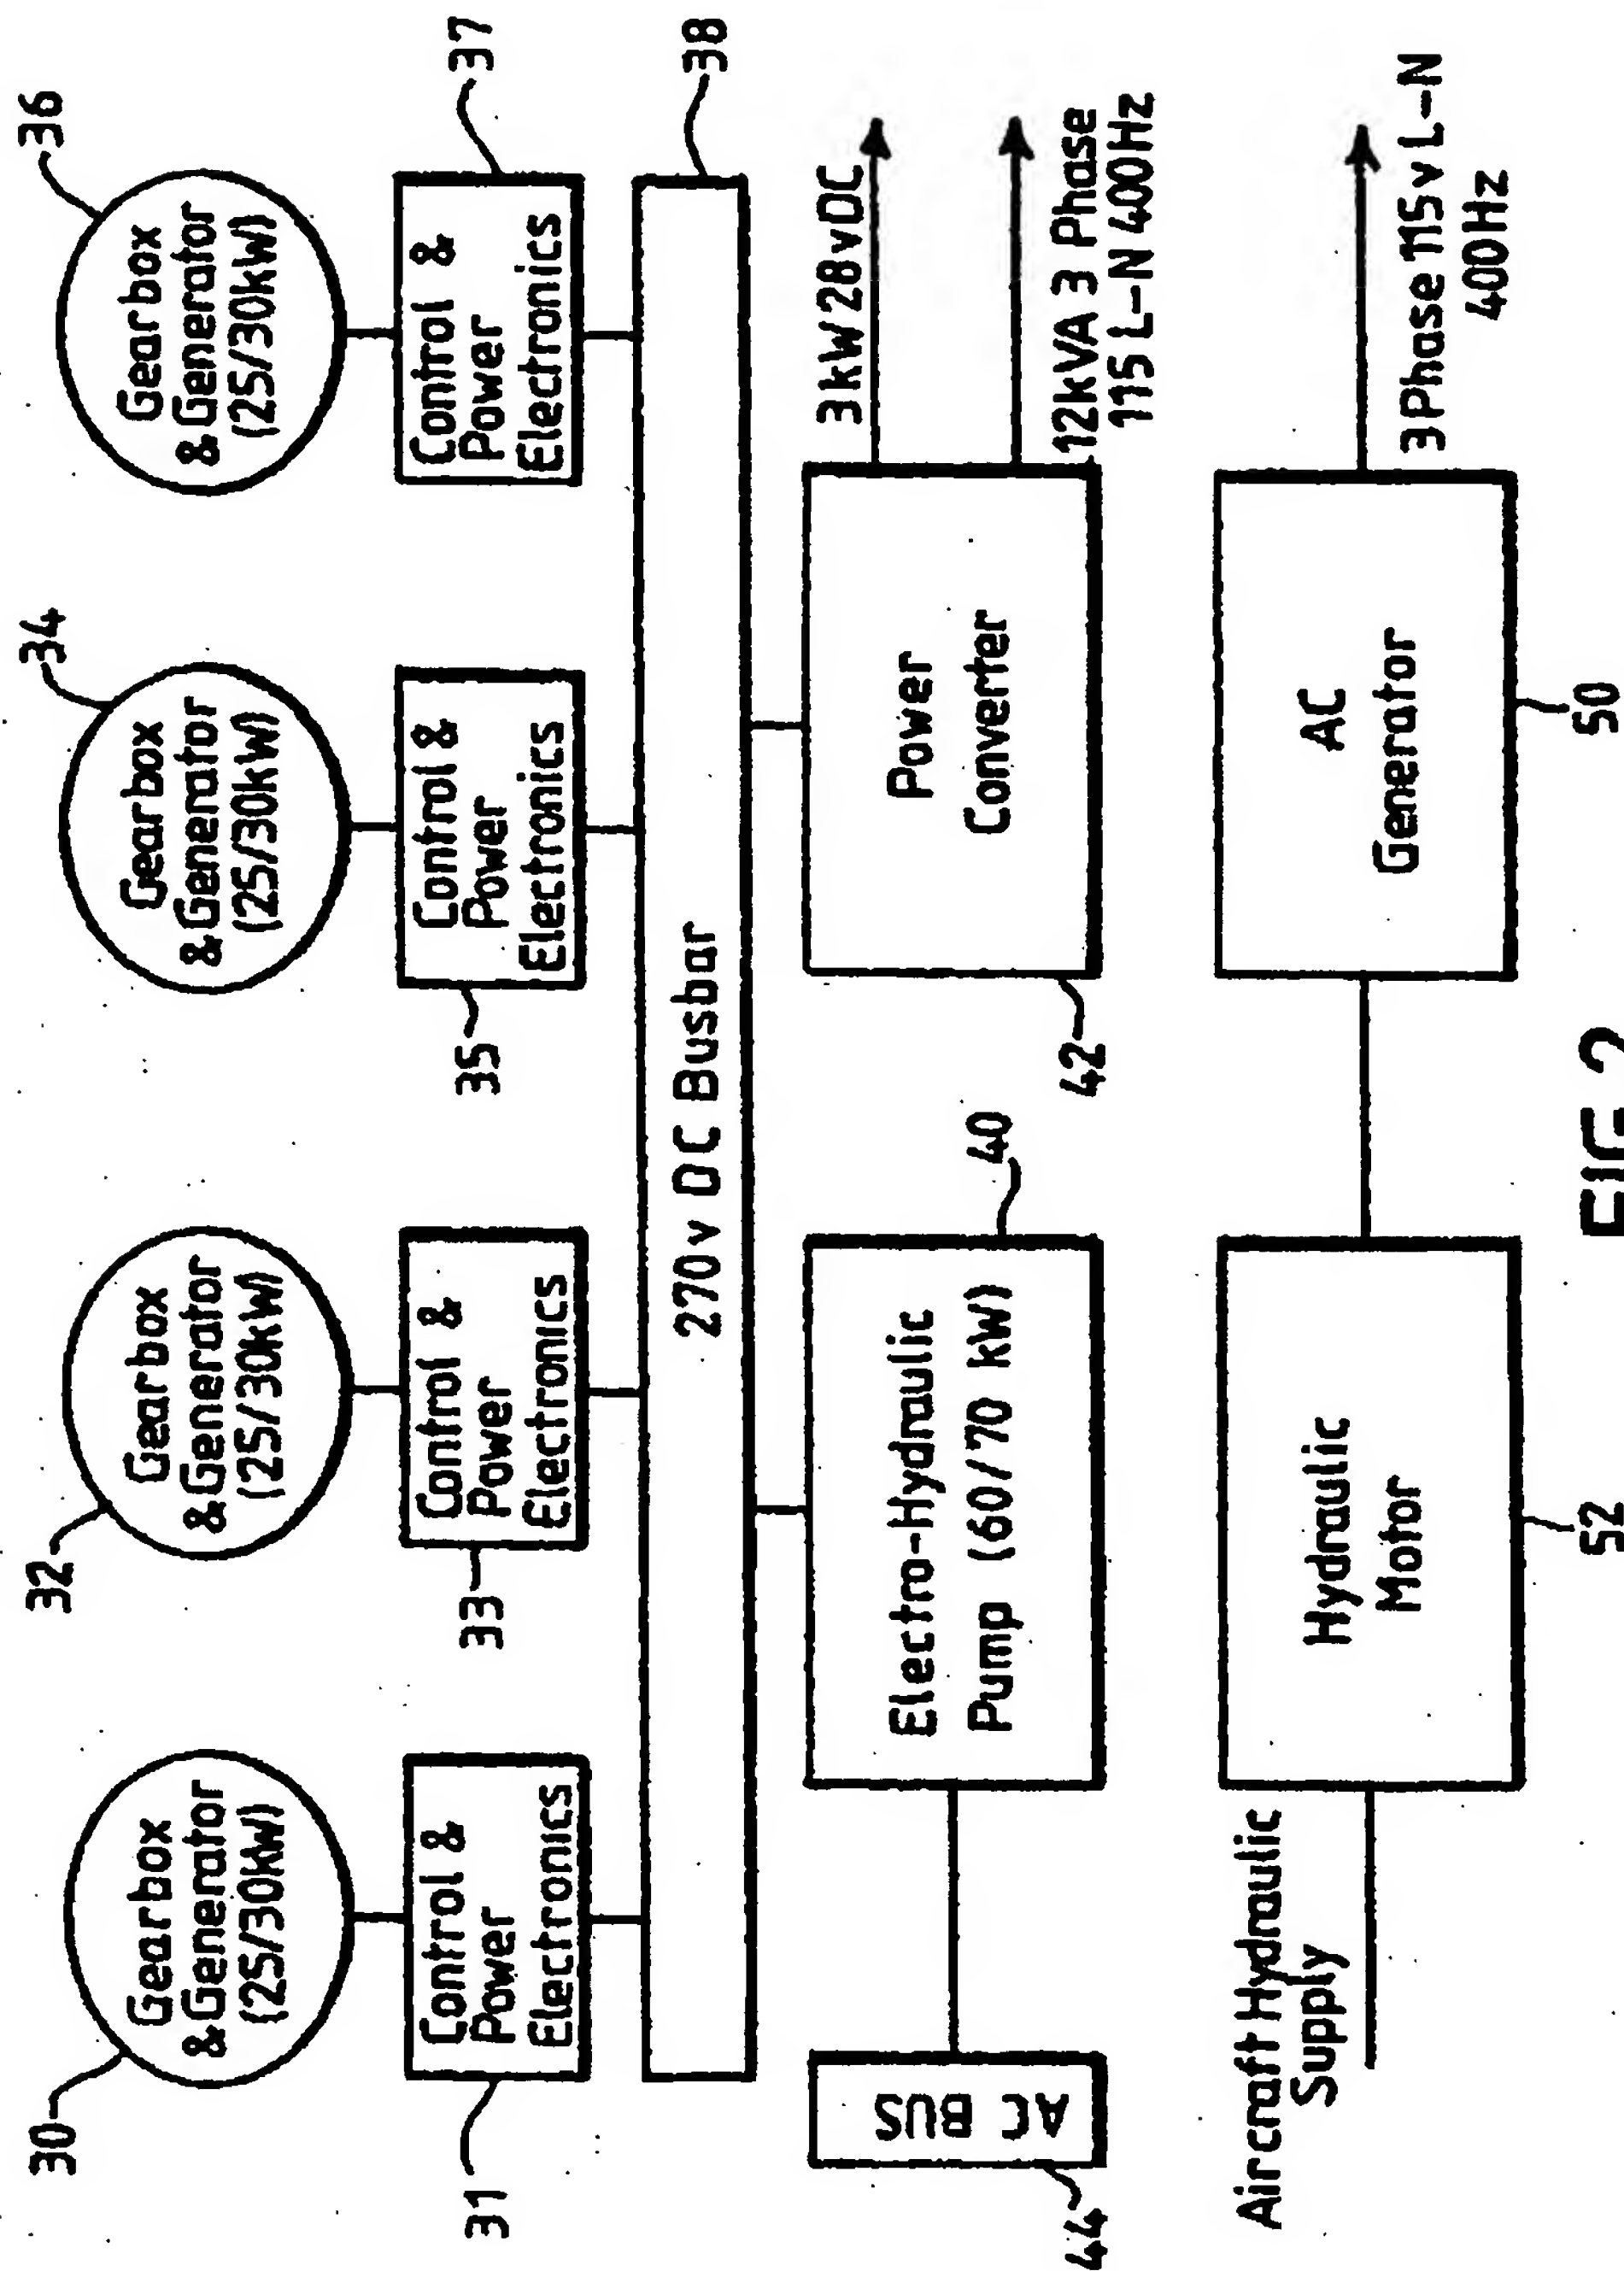 30
32
34
36
Gearbox
& Generator
(25/30kW)
Gearbox
& Generator
(25/30kW)
Gearbox
& Generator
(25/30kW)
Gearbox
& Generator
(25/30kW)
31
Control &
Power
Electronics
33
Control &
Power
Electronics
35
Control &
Power
Electronics
37
Control &
Power
Electronics
38
270v DC Busbar
44
AC BUS
Electro-Hydraulic
Pump (60/70 kW)
40
42
Power
Converter
3kW 28vDC
12kVA 3 Phase
115 L-N 400Hz
Aircraft Hydraulic
Supply
Hydraulic
Motor
52
AC
Generator
50
3Phase 115v L-N
400Hz
FIG 2